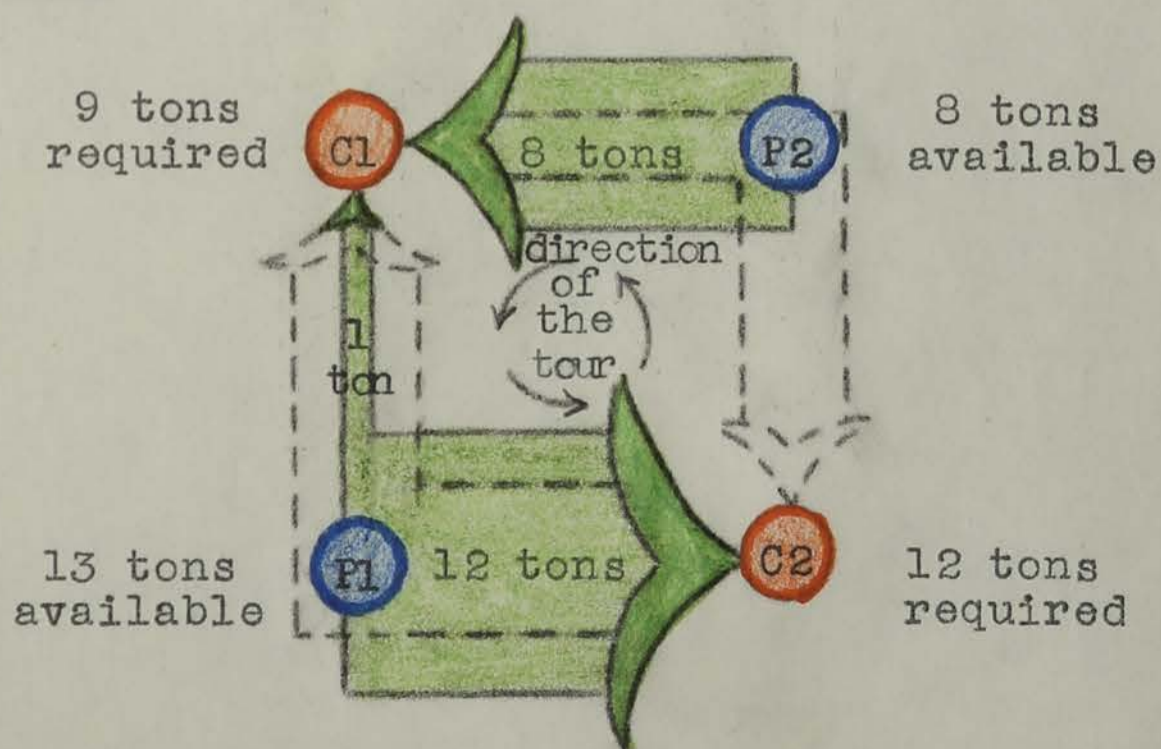 9 tons
required
C1
8 tons
P2
8 tons
available
direction
of
the
tour
1
ton
13 tons
available
P1
12 tons
C2
12 tons
required